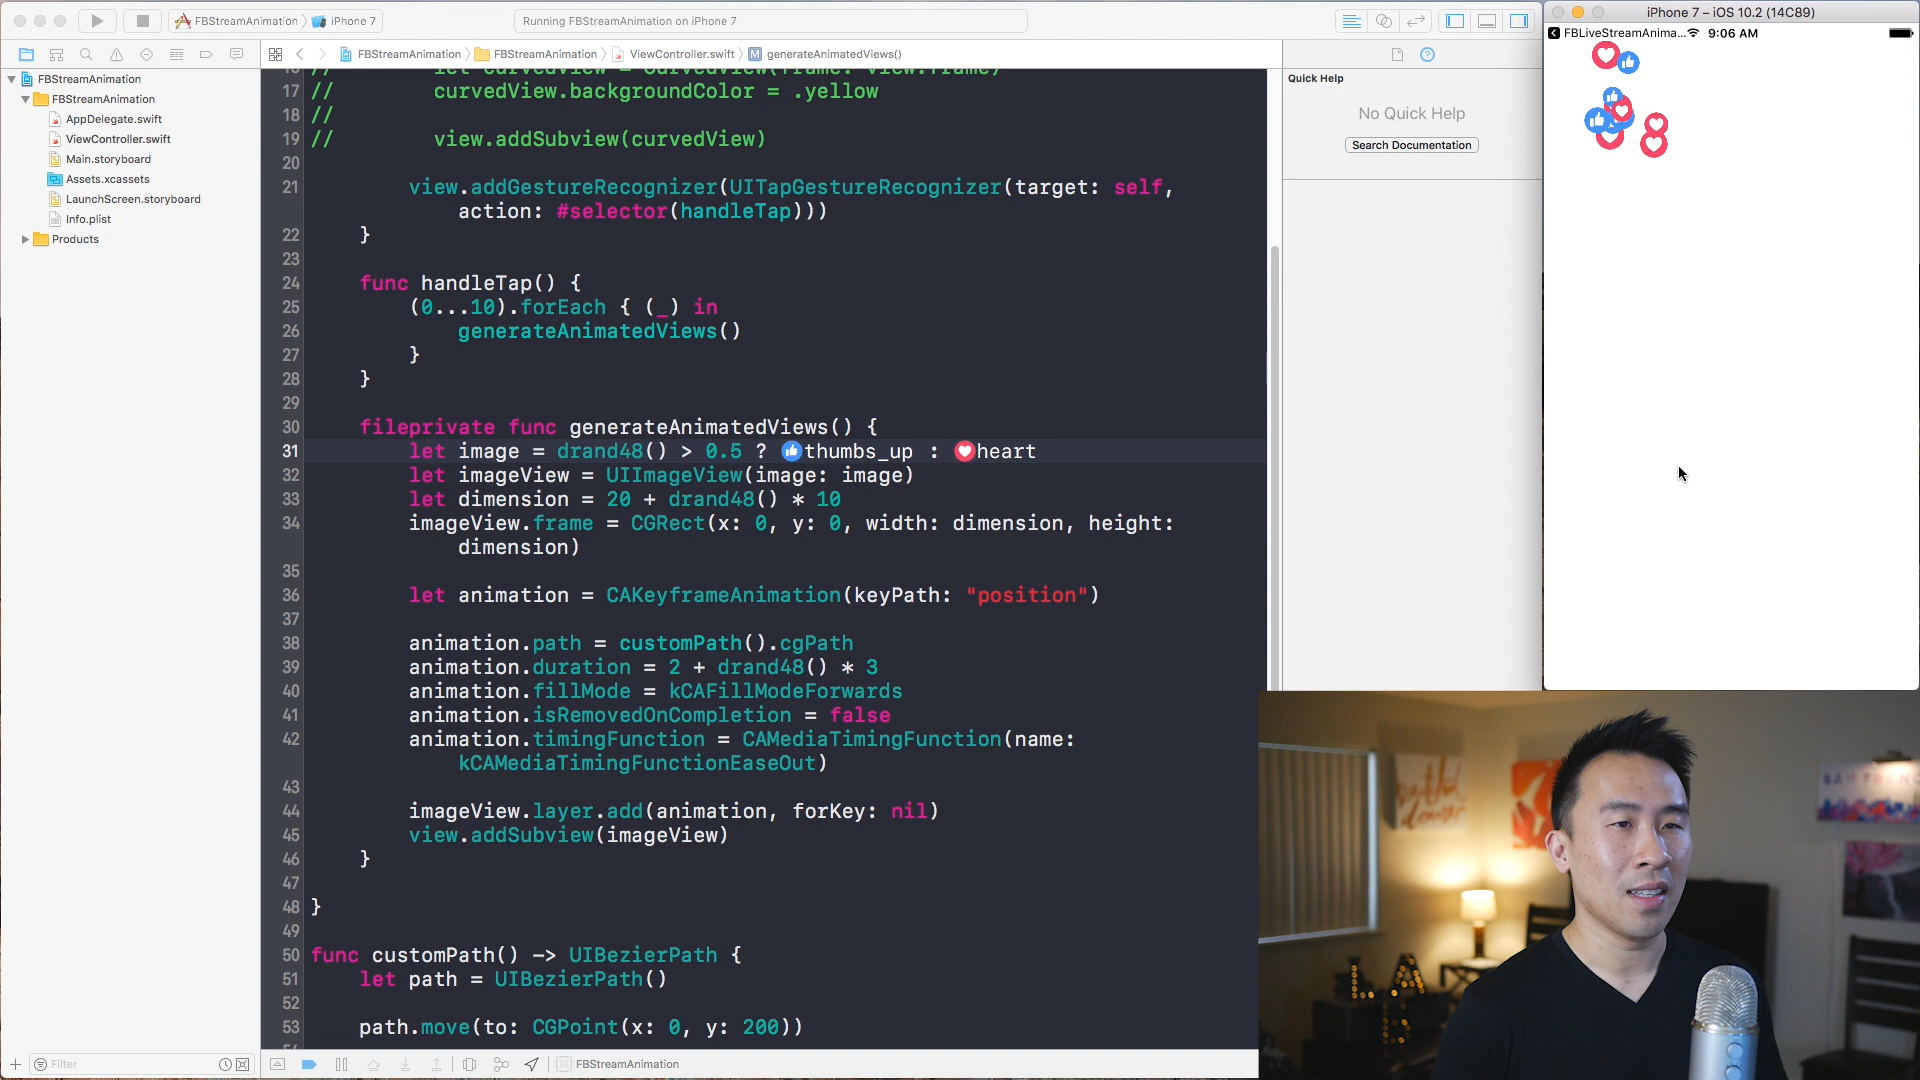 FBStreamAnimation
iPhone 7
Running FBStreamAnimation on iPhone 7
iPhone 7 – iOS 10.2 (14C89)
FBLiveStreamAnima...
9:06 AM
FBStreamAnimation
FBStreamAnimation
ViewController.swift
M
generateAnimatedViews()
FBStreamAnimation
FBStreamAnimation
AppDelegate.swift
ViewController.swift
Main.storyboard
Assets.xcassets
LaunchScreen.storyboard
Info.plist
Products
Quick Help
No Quick Help
Search Documentation
16 // let curvedView = CurvedView(frame: view.frame)
17 // curvedView.backgroundColor = .yellow
18 //
19 // view.addSubview(curvedView)
20
21 view.addGestureRecognizer(UITapGestureRecognizer(target: self,
action: #selector(handleTap)))
22 }
23
24 func handleTap() {
25 (0...10).forEach { (_) in
26 generateAnimatedViews()
27 }
28 }
29
30 fileprivate func generateAnimatedViews() {
31 let image = drand48() > 0.5 ? thumbs_up : heart
32 let imageView = UIImageView(image: image)
33 let dimension = 20 + drand48() * 10
34 imageView.frame = CGRect(x: 0, y: 0, width: dimension, height:
dimension)
35
36 let animation = CAKeyframeAnimation(keyPath: "position")
37
38 animation.path = customPath().cgPath
39 animation.duration = 2 + drand48() * 3
40 animation.fillMode = kCAFillModeForwards
41 animation.isRemovedOnCompletion = false
42 animation.timingFunction = CAMediaTimingFunction(name:
kCAMediaTimingFunctionEaseOut)
43
44 imageView.layer.add(animation, forKey: nil)
45 view.addSubview(imageView)
46 }
47
48 }
49
50 func customPath() -> UIBezierPath {
51 let path = UIBezierPath()
52
53 path.move(to: CGPoint(x: 0, y: 200))
Filter
FBStreamAnimation